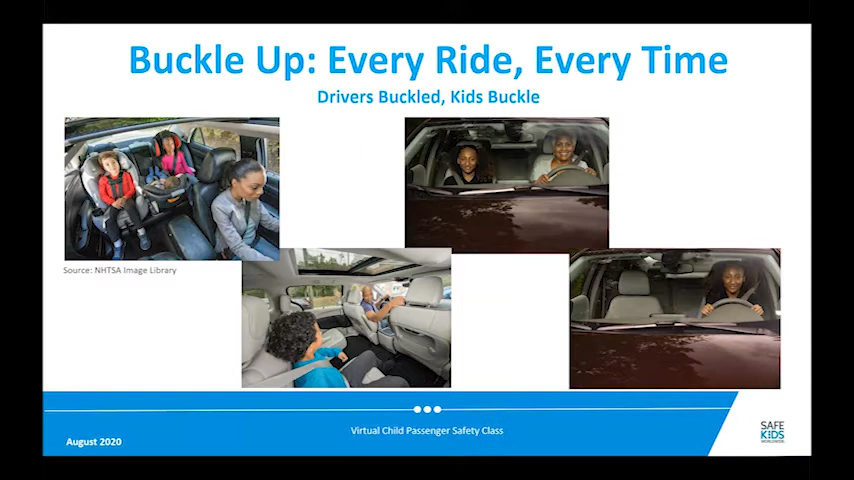 Buckle Up: Every Ride, Every Time
Drivers Buckled, Kids Buckle
Source: NHTSA Image Library
August 2020
Virtual Child Passenger Safety Class
SAFE
KIDS
WORLDWIDE